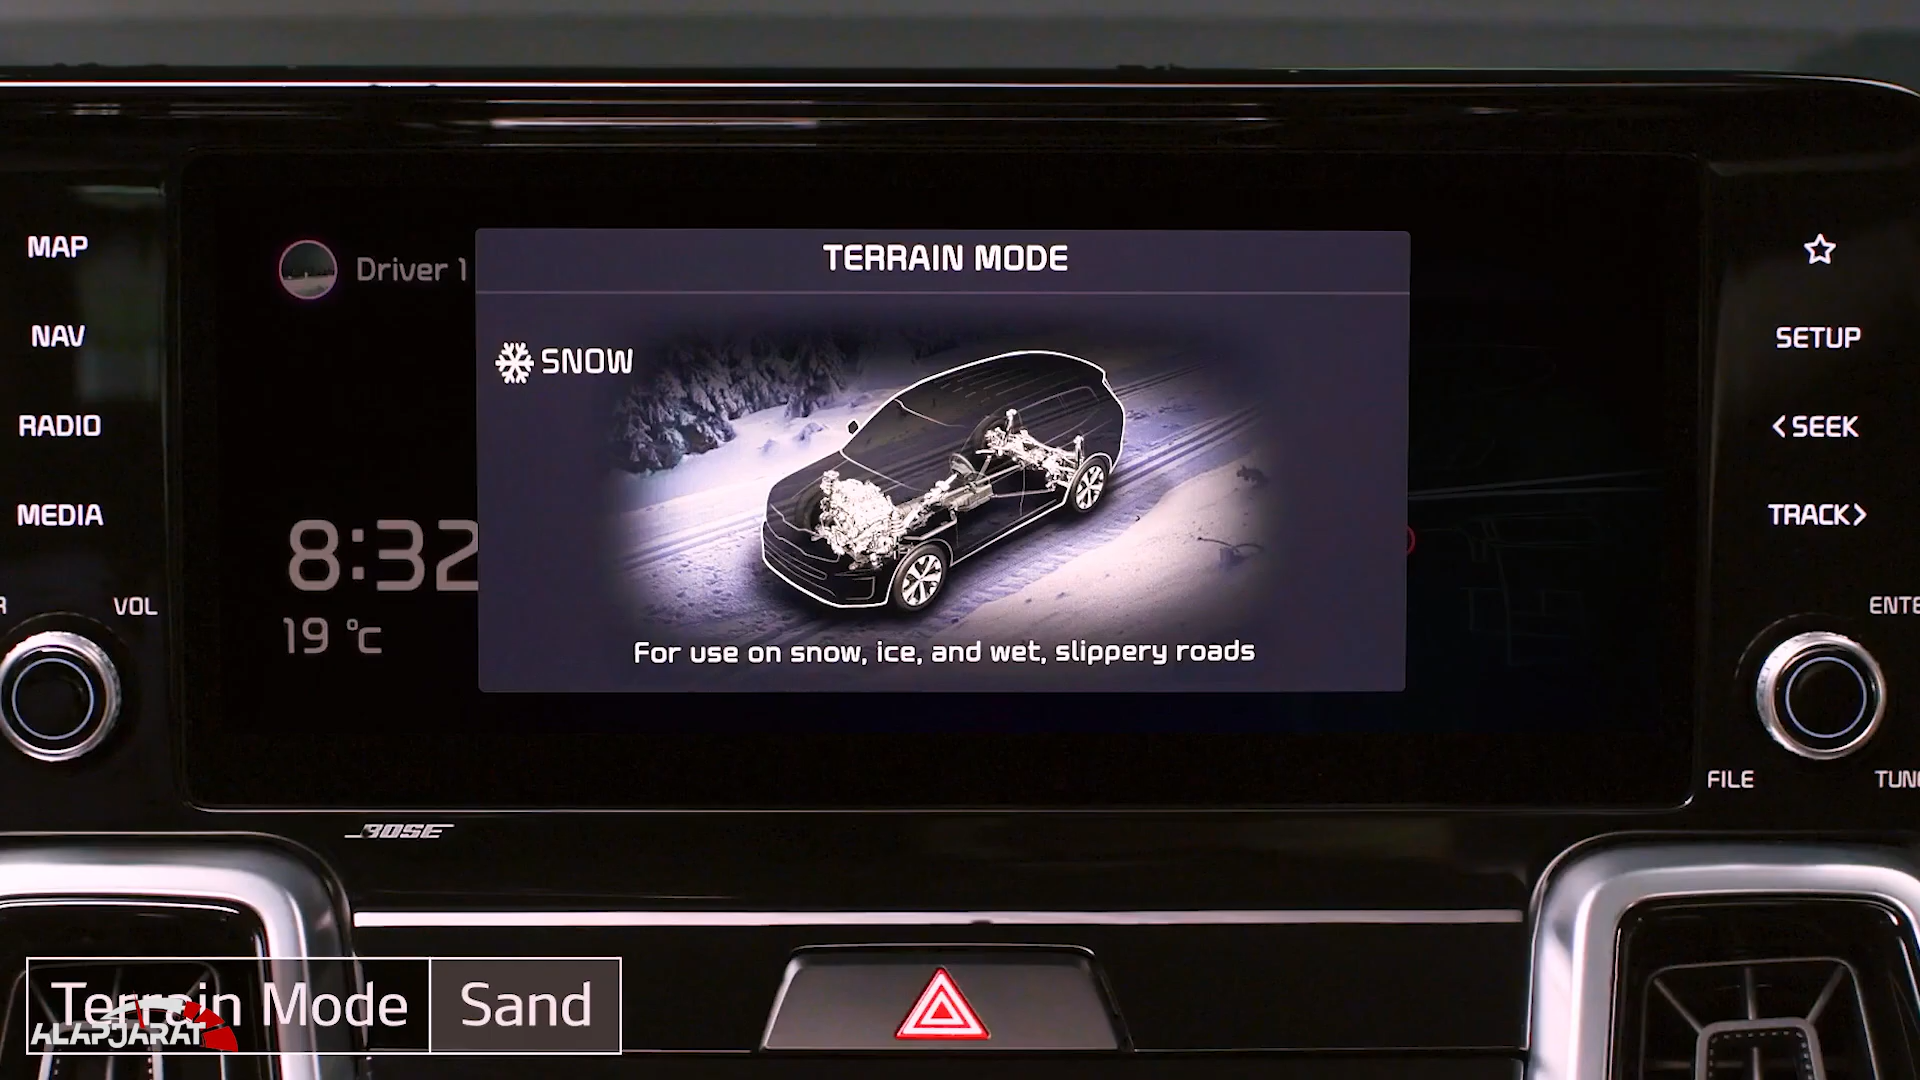 MAP
NAV
RADIO
MEDIA
VOL
Driver 1
8:32
19 °c
TERRAIN MODE
SNOW
For use on snow, ice, and wet, slippery roads
SETUP
<SEEK
TRACK>
FILE
BOSE
Terrain Mode
Sand
ALAPJARAT